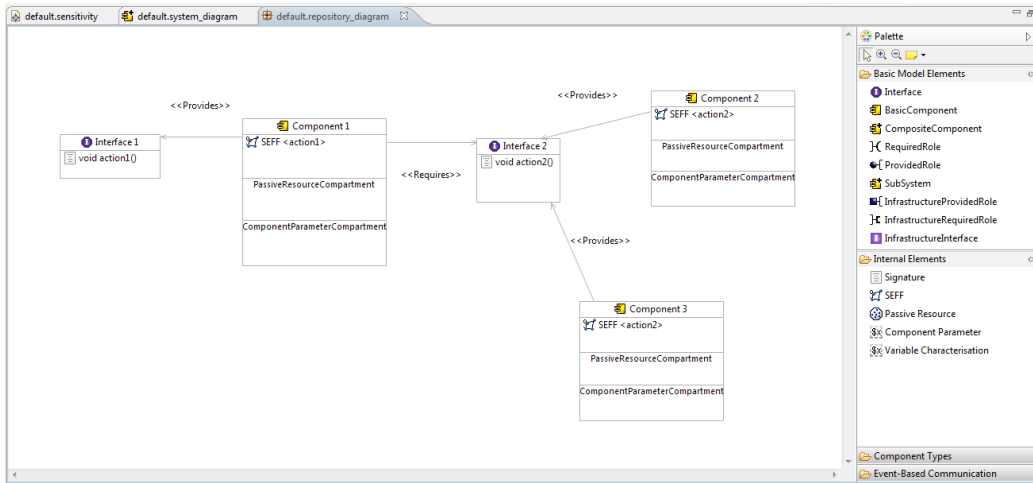 default.sensitivity
default.system_diagram
default.repository_diagram
<<Provides>>
Interface 1
void action1()
Component 1
SEFF <action1>
PassiveResourceCompartment
ComponentParameterCompartment
<<Requires>>
Interface 2
void action2()
<<Provides>>
Component 2
SEFF <action2>
PassiveResourceCompartment
ComponentParameterCompartment
<<Provides>>
Component 3
SEFF <action2>
PassiveResourceCompartment
ComponentParameterCompartment
Palette
Basic Model Elements
Interface
BasicComponent
CompositeComponent
RequiredRole
ProvidedRole
SubSystem
InfrastructureProvidedRole
InfrastructureRequiredRole
InfrastructureInterface
Internal Elements
Signature
SEFF
Passive Resource
Component Parameter
Variable Characterisation
Component Types
Event-Based Communication